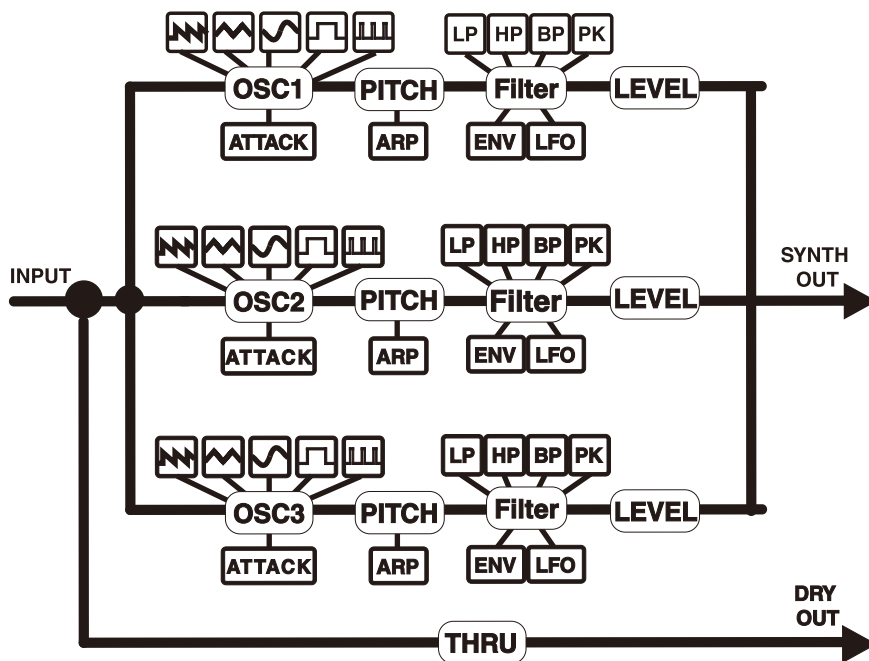 LP HP BP PK
OSC1 PITCH Filter LEVEL
ATTACK ARP ENV LFO
LP HP BP PK
INPUT
SYNTH
OUT
OSC2 PITCH Filter LEVEL
ATTACK ARP ENV LFO
LP HP BP PK
OSC3 PITCH Filter LEVEL
ATTACK ARP ENV LFO
DRY
OUT
THRU